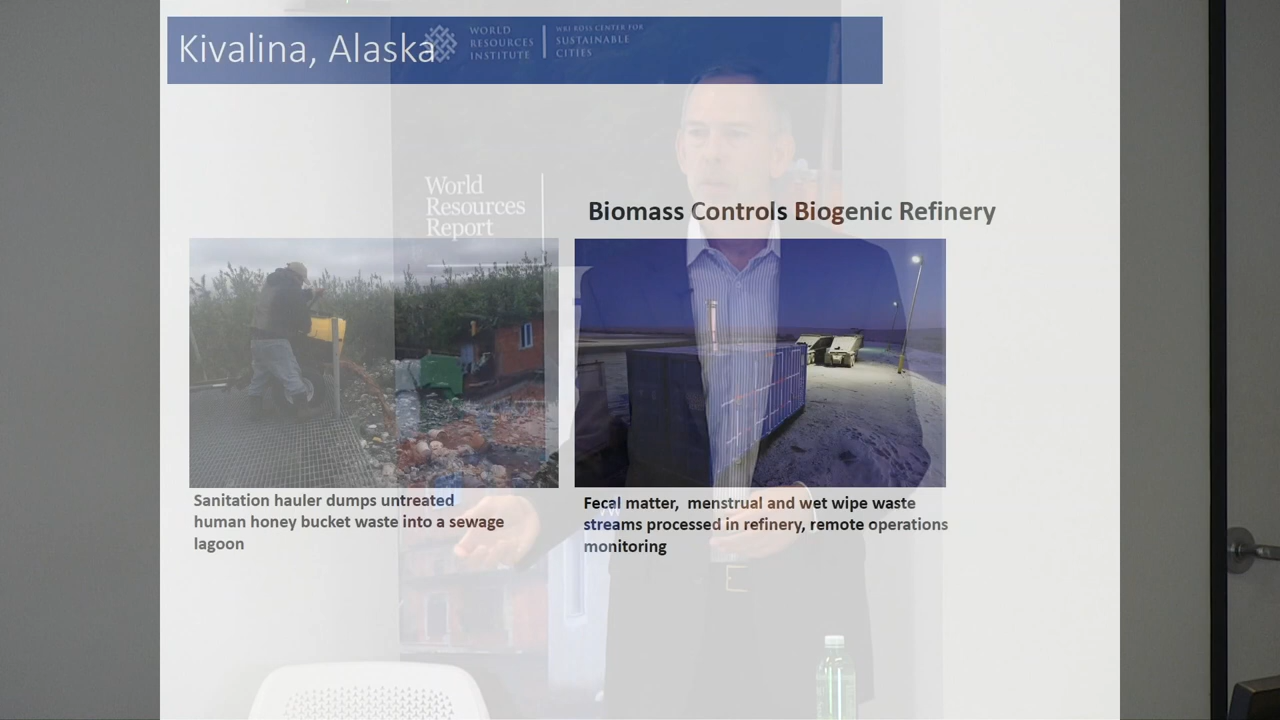 Kivalina, Alaska
WORLD
RESOURCES
INSTITUTE
WRI ROSS CENTER FOR
SUSTAINABLE
CITIES
World
Resources
Report
Biomass Controls Biogenic Refinery
Sanitation hauler dumps untreated
human honey bucket waste into a sewage
lagoon
Fecal matter, menstrual and wet wipe waste
streams processed in refinery, remote operations
monitoring